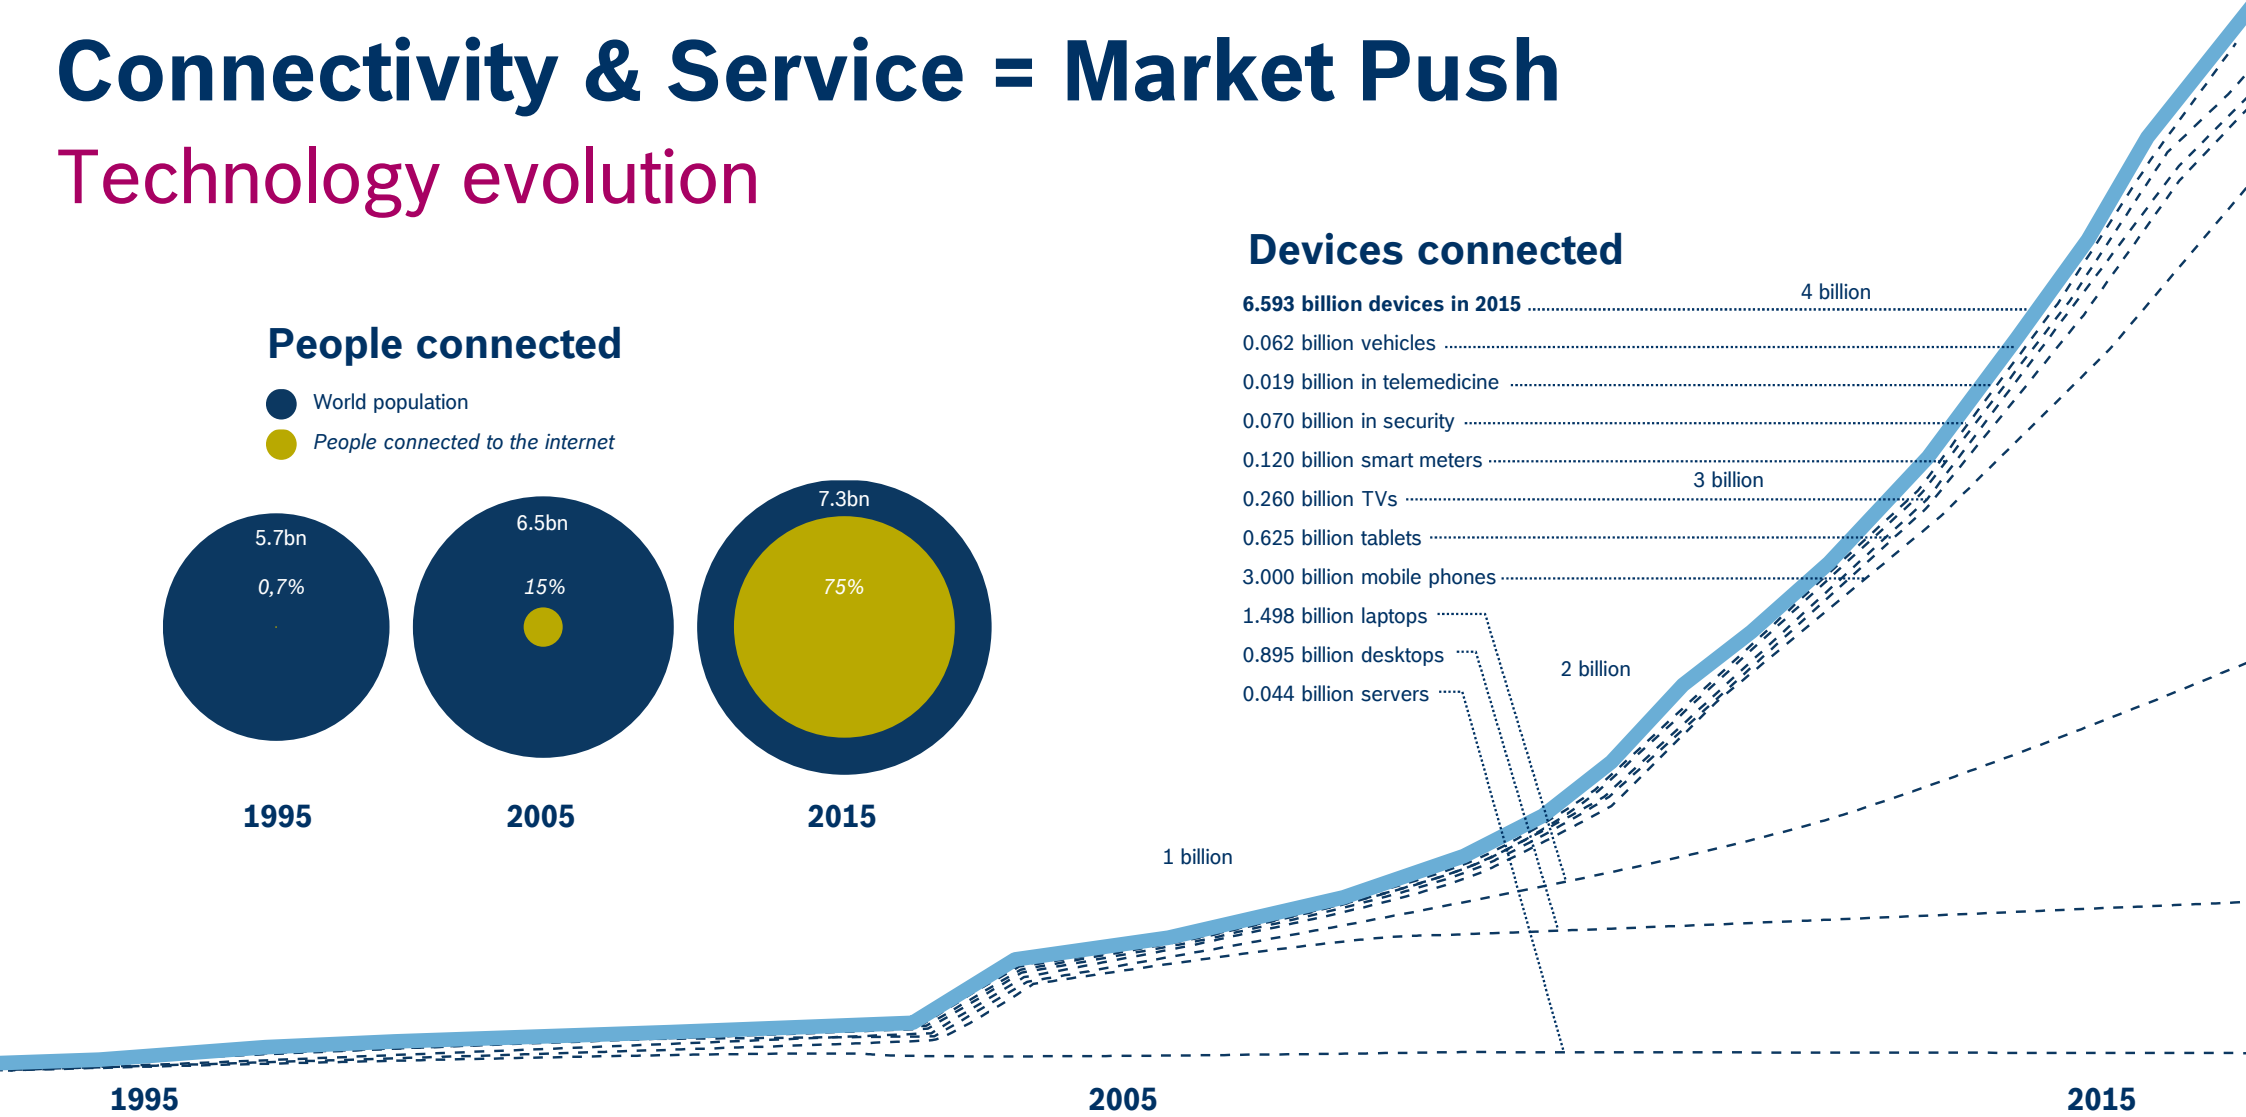 Connectivity & Service = Market Push
Technology evolution
People connected
World population
People connected to the internet
5.7bn
0,7%
6.5bn
15%
7.3bn
75%
1995
2005
2015
Devices connected
6.593 billion devices in 2015
0.062 billion vehicles
0.019 billion in telemedicine
0.070 billion in security
0.120 billion smart meters
0.260 billion TVs
0.625 billion tablets
3.000 billion mobile phones
1.498 billion laptops
0.895 billion desktops
0.044 billion servers
4 billion
3 billion
2 billion
1 billion
1995
2005
2015